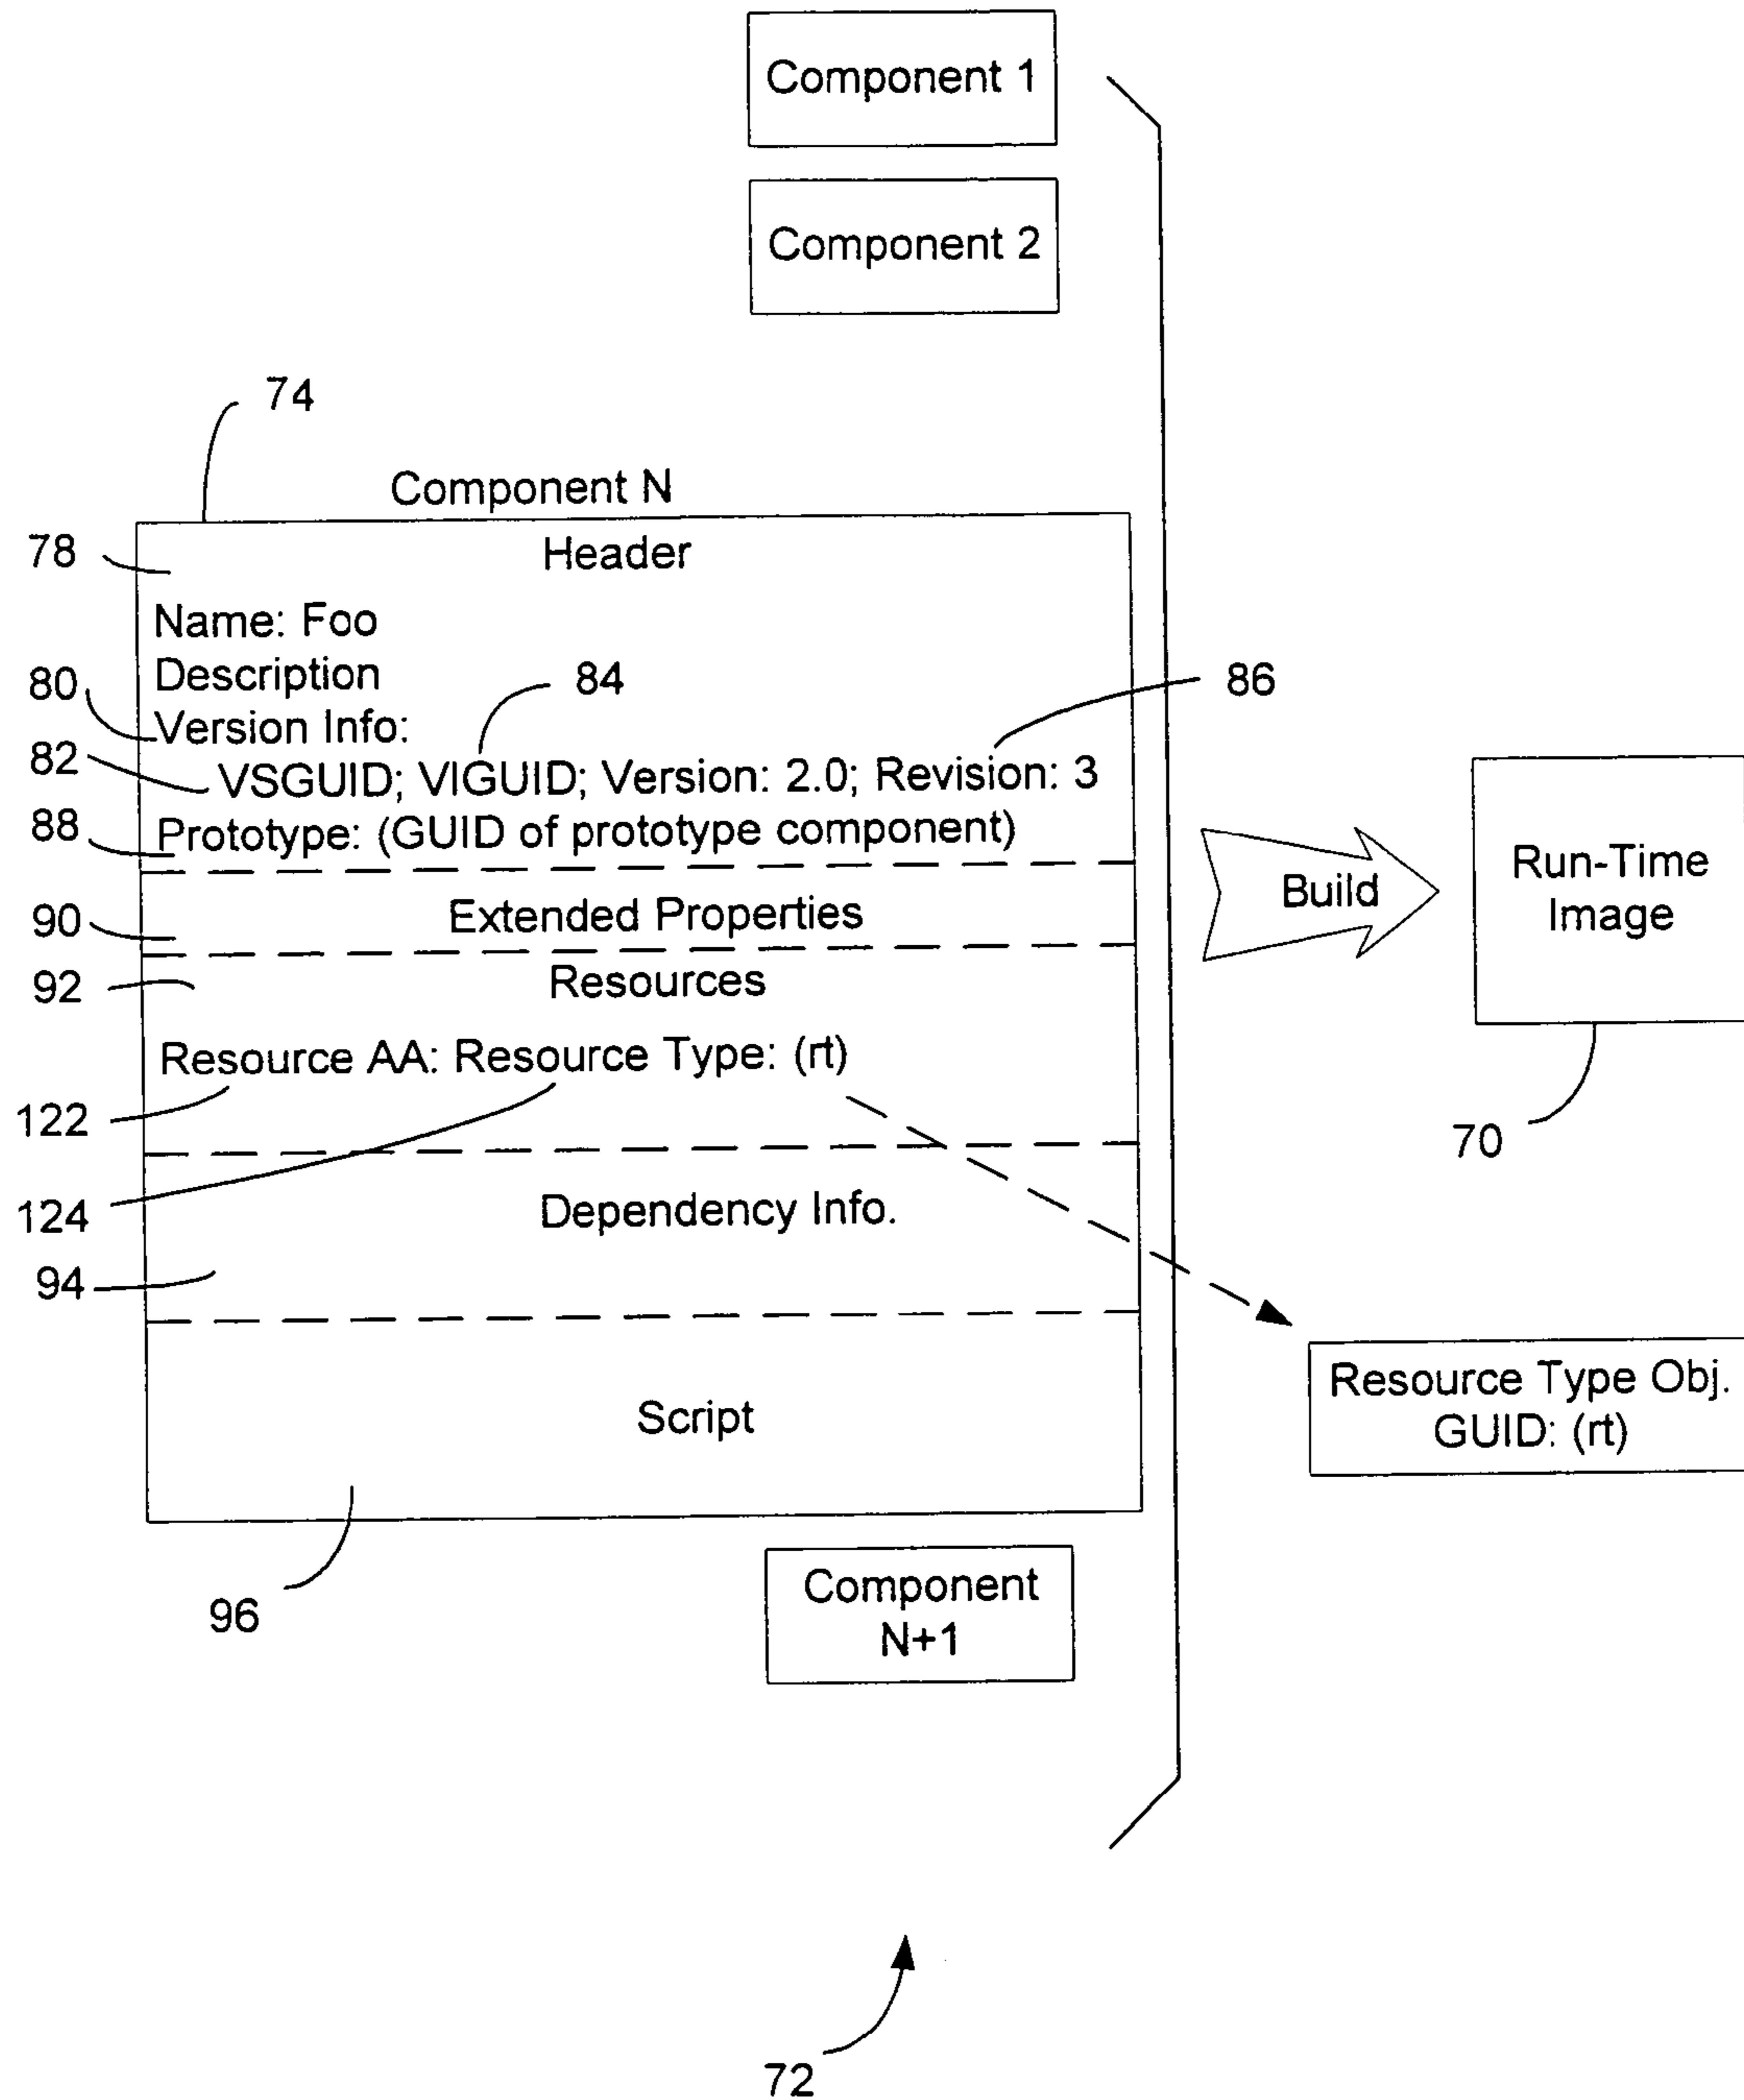 Component 1
Component 2
74
Component N
78
Header
Name: Foo
Description
80
84
86
Version Info:
82
VSGUID; VIGUID; Version: 2.0; Revision: 3
88
Prototype: (GUID of prototype component)
90
Extended Properties
92
Resources
Resource AA: Resource Type: (rt)
122
124
Dependency Info.
94
Script
96
Component
N+1
Build
Run-Time
Image
70
Resource Type Obj.
GUID: (rt)
72